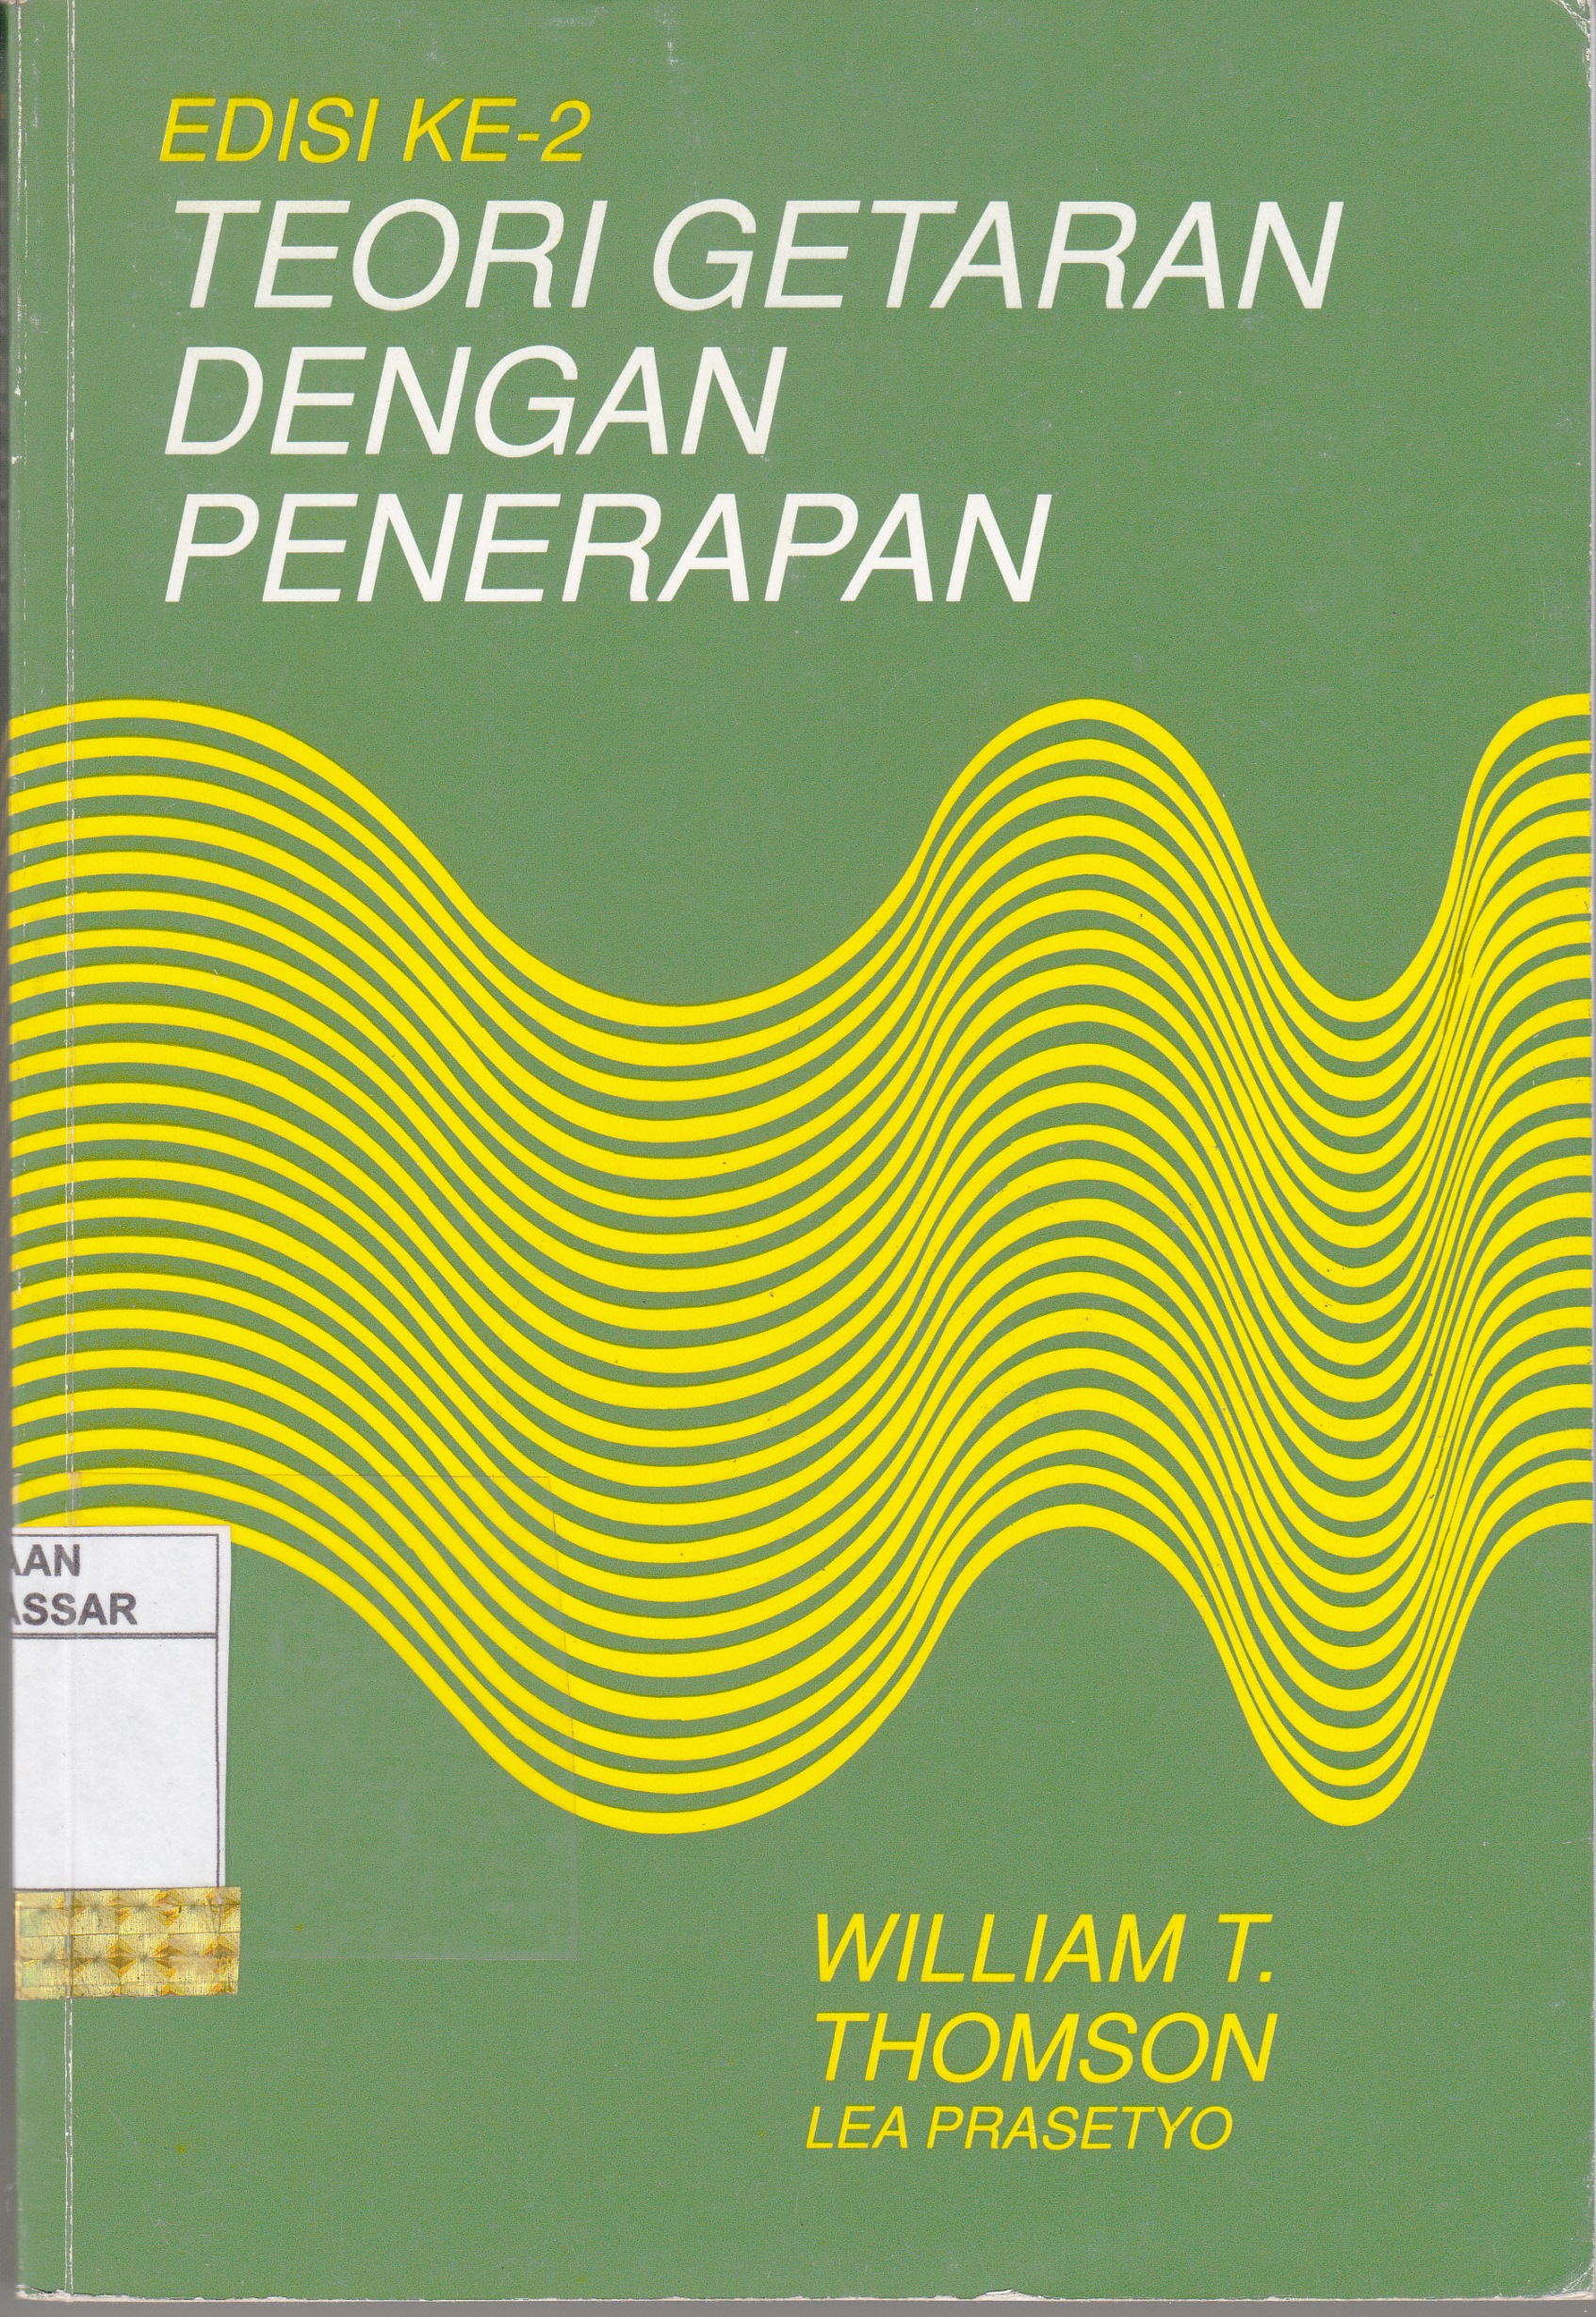 EDISI KE-2
TEORI GETARAN
DENGAN
PENERAPAN
AAN
ASSAR
WILLIAM T.
THOMSON
LEA PRASETYO